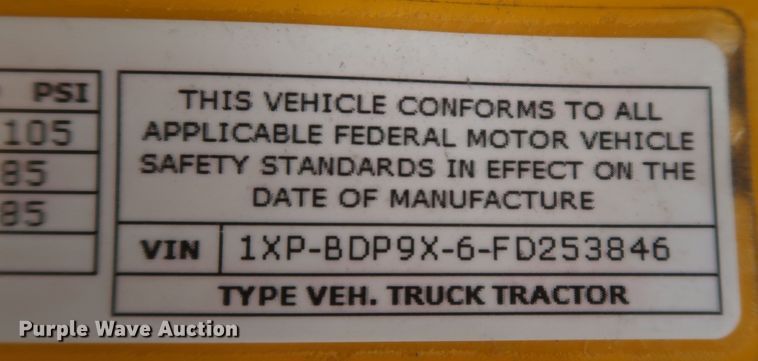 PSI
105
85
85
THIS VEHICLE CONFORMS TO ALL
APPLICABLE FEDERAL MOTOR VEHICLE
SAFETY STANDARDS IN EFFECT ON THE
DATE OF MANUFACTURE
VIN 1XP-BDP9X-6-FD253846
TYPE VEH. TRUCK TRACTOR
Purple Wave Auction